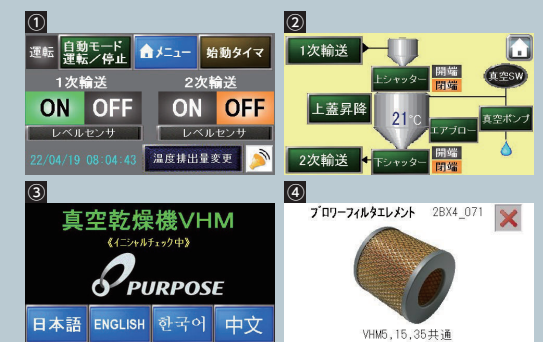 ①
運転
自動モード
運転／停止
メニュー
始動タイマ
1次輸送
2次輸送
ON OFF
ON OFF
レベルセンサ
レベルセンサ
22/04/19 08:04:43
温度排出量変更
②
1次輸送
上シャッター
開端
閉端
真空SW
上蓋昇降
21℃
エアブロー
真空ポンプ
2次輸送
下シャッター
開端
閉端
③
真空乾燥機VHM
《イニシャルチェック中》
PURPOSE
日本語
ENGLISH
한국어
中文
④
ブロワーフィルタエレメント 2BX4_071
VHM5,15,35共通